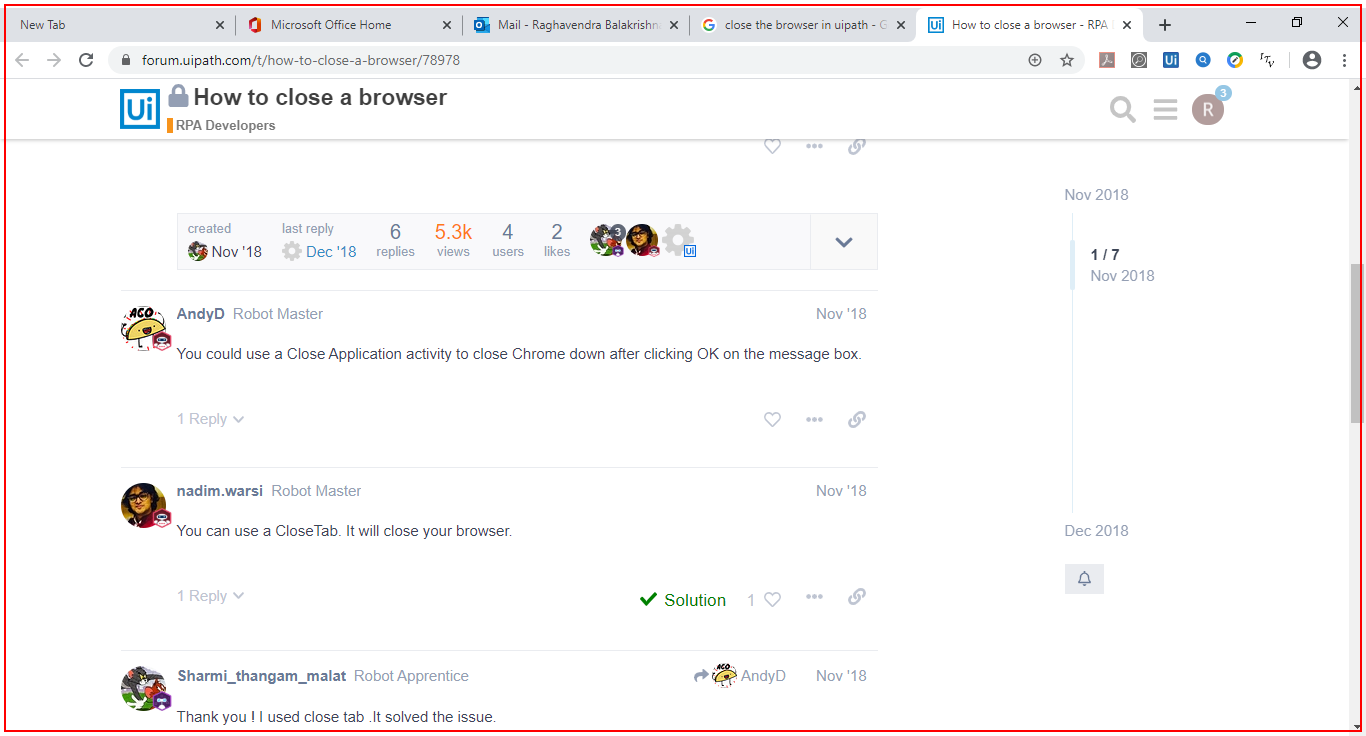 New Tab
Microsoft Office Home
Mail - Raghavendra Balakrishna
close the browser in uipath - G
Ui
How to close a browser - RPA
forum.uipath.com/t/how-to-close-a-browser/78978
Ui
Ui How to close a browser
RPA Developers
R 3
Nov 2018
1 / 7
Nov 2018
Dec 2018
created
last reply
6 5.3k 4 2
3
Nov '18
Dec '18
replies views users likes
Ui
AndyD Robot Master Nov '18
You could use a Close Application activity to close Chrome down after clicking OK on the message box.
1 Reply
nadim.warsi Robot Master Nov '18
You can use a CloseTab. It will close your browser.
1 Reply
Solution 1
Sharmi_thangam_malat Robot Apprentice AndyD Nov '18
Thank you ! I used close tab .It solved the issue.